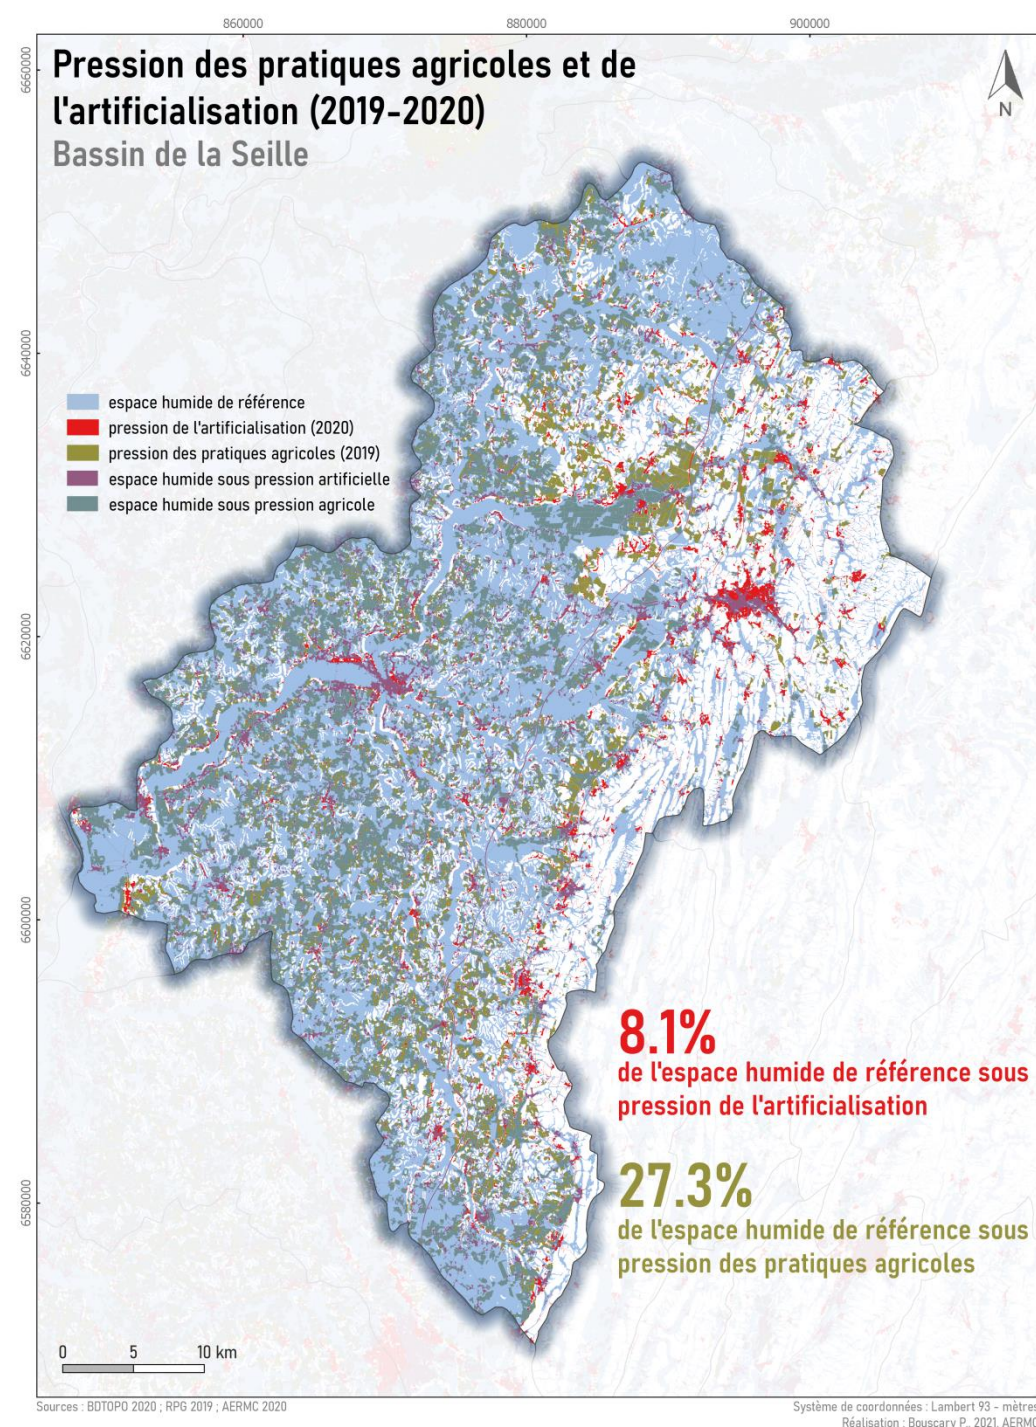 860000
880000
900000
6660000
6640000
6620000
6600000
6580000
Pression des pratiques agricoles et de
l'artificialisation (2019-2020)
Bassin de la Seille
N
espace humide de référence
pression de l'artificialisation (2020)
pression des pratiques agricoles (2019)
espace humide sous pression artificielle
espace humide sous pression agricole
8.1%
de l'espace humide de référence sous
pression de l'artificialisation
27.3%
de l'espace humide de référence sous
pression des pratiques agricoles
0 5 10 km
Sources : BDTOPO 2020 ; RPG 2019 ; AERMC 2020
Système de coordonnées : Lambert 93 - mètres
Réalisation : Bouscary P., 2021,